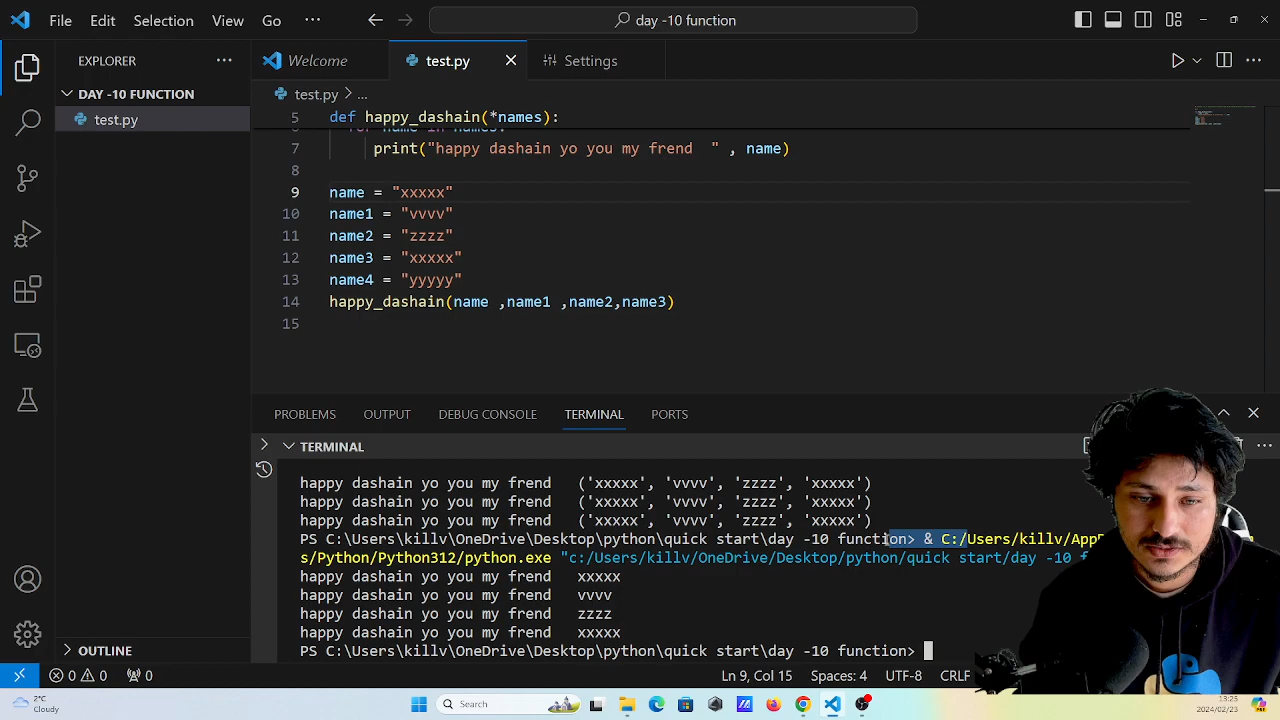 File Edit Selection View Go ··· day -10 function
EXPLORER ···
DAY -10 FUNCTION
test.py
OUTLINE
Welcome test.py Settings
test.py > ...
5 def happy_dashain(*names):
7 print("happy dashain yo you my frend  " , name)
8
9 name = "xxxxx"
10 name1 = "vvvv"
11 name2 = "zzzz"
12 name3 = "xxxxx"
13 name4 = "yyyyy"
14 happy_dashain(name ,name1 ,name2,name3)
15
PROBLEMS OUTPUT DEBUG CONSOLE TERMINAL PORTS
TERMINAL
happy dashain yo you my frend   ('xxxxx', 'vvvv', 'zzzz', 'xxxxx')
happy dashain yo you my frend   ('xxxxx', 'vvvv', 'zzzz', 'xxxxx')
happy dashain yo you my frend   ('xxxxx', 'vvvv', 'zzzz', 'xxxxx')
PS C:\Users\killv\OneDrive\Desktop\python\quick start\day -10 function> & C:/Users/killv/App
s/Python/Python312/python.exe "c:/Users/killv/OneDrive/Desktop/python/quick start/day -10 f
happy dashain yo you my frend   xxxxx
happy dashain yo you my frend   vvvv
happy dashain yo you my frend   zzzz
happy dashain yo you my frend   xxxxx
PS C:\Users\killv\OneDrive\Desktop\python\quick start\day -10 function>
0 0 0 Ln 9, Col 15 Spaces: 4 UTF-8 CRLF
2°C
Cloudy
Search
13:25
2024/02/23